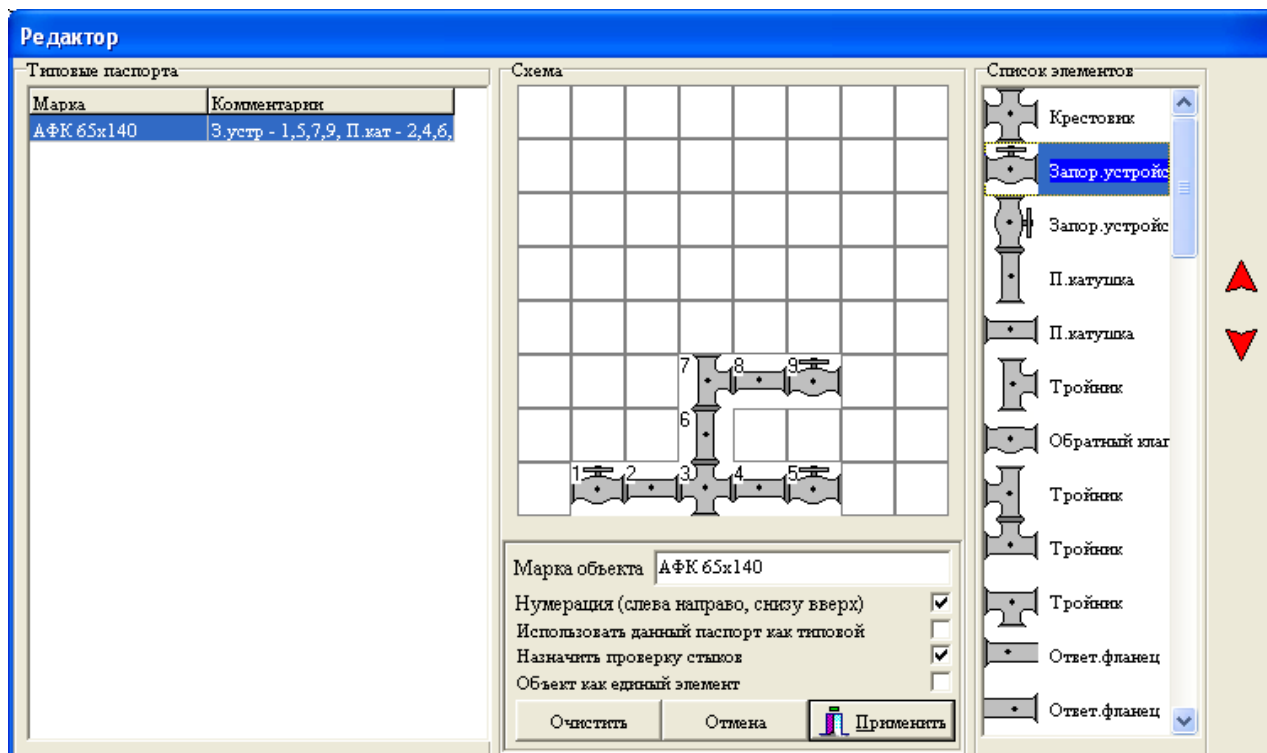 Редактор
Типовые паспорта
Марка Комментарии
АФК 65х140 З.устр - 1,5,7,9, П.кат - 2,4,6,
Схема
7 8 9
6
1 2 3 4 5
Марка объекта АФК 65х140
Нумерация (слева направо, снизу вверх)
Использовать данный паспорт как типовой
Назначить проверку стыков
Объект как единый элемент
Очистить Отмена Применить
Список элементов
Крестовик
Запор.устройс
Запор.устройс
П.катушка
П.катушка
Тройник
Обратный клап
Тройник
Тройник
Тройник
Ответ.фланец
Ответ.фланец